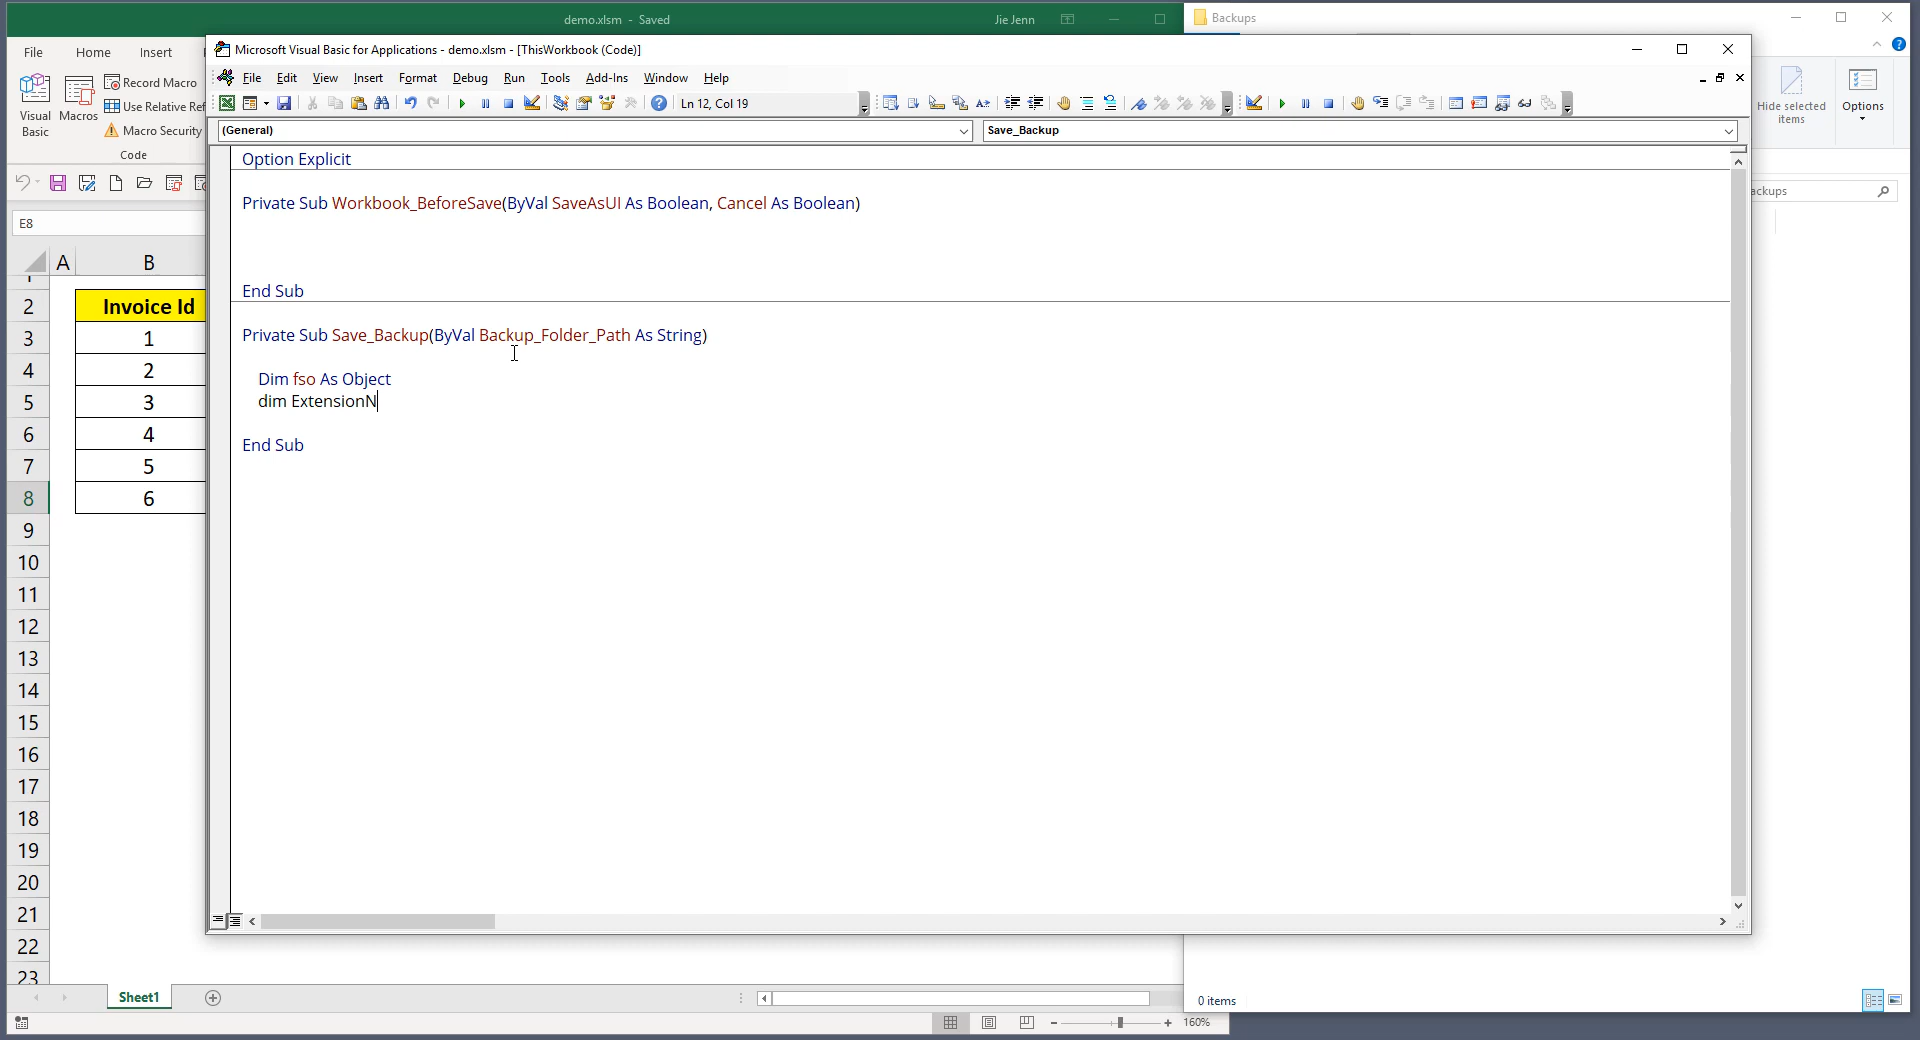 demo.xlsm - Saved
Jie Jenn
Backups
File
Home
Insert
Microsoft Visual Basic for Applications - demo.xlsm - [ThisWorkbook (Code)]
File Edit View Insert Format Debug Run Tools Add-Ins Window Help
Ln 12, Col 19
Visual
Basic
Macros
Record Macro
Use Relative Ref
Macro Security
Code
Hide selected
items
Options
(General)
Save_Backup
Option Explicit
Private Sub Workbook_BeforeSave(ByVal SaveAsUI As Boolean, Cancel As Boolean)
End Sub
Private Sub Save_Backup(ByVal Backup_Folder_Path As String)
Dim fso As Object
dim ExtensionN
End Sub
ackups
E8
A B
1
2 Invoice Id
3 1
4 2
5 3
6 4
7 5
8 6
9
10
11
12
13
14
15
16
17
18
19
20
21
22
23
Sheet1
0 items
160%